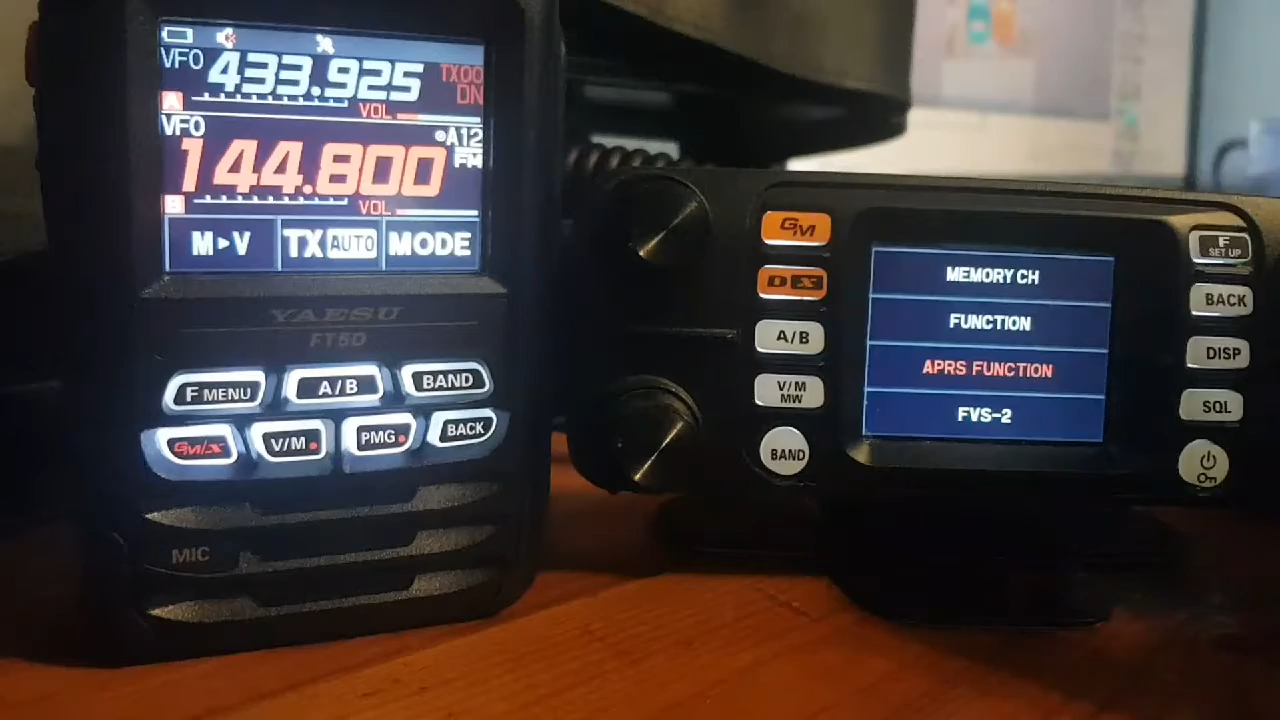 VFO 433.925 TX00
DN
A
VOL
VFO A12
144.800 FM
B
VOL
M►V TX AUTO MODE
YAESU
FT5D
F MENU A/B BAND
GM/X V/M PMG BACK
MIC
GM
DX
A/B
V/M
MW
BAND
MEMORY CH
FUNCTION
APRS FUNCTION
FVS-2
F
SET UP
BACK
DISP
SQL